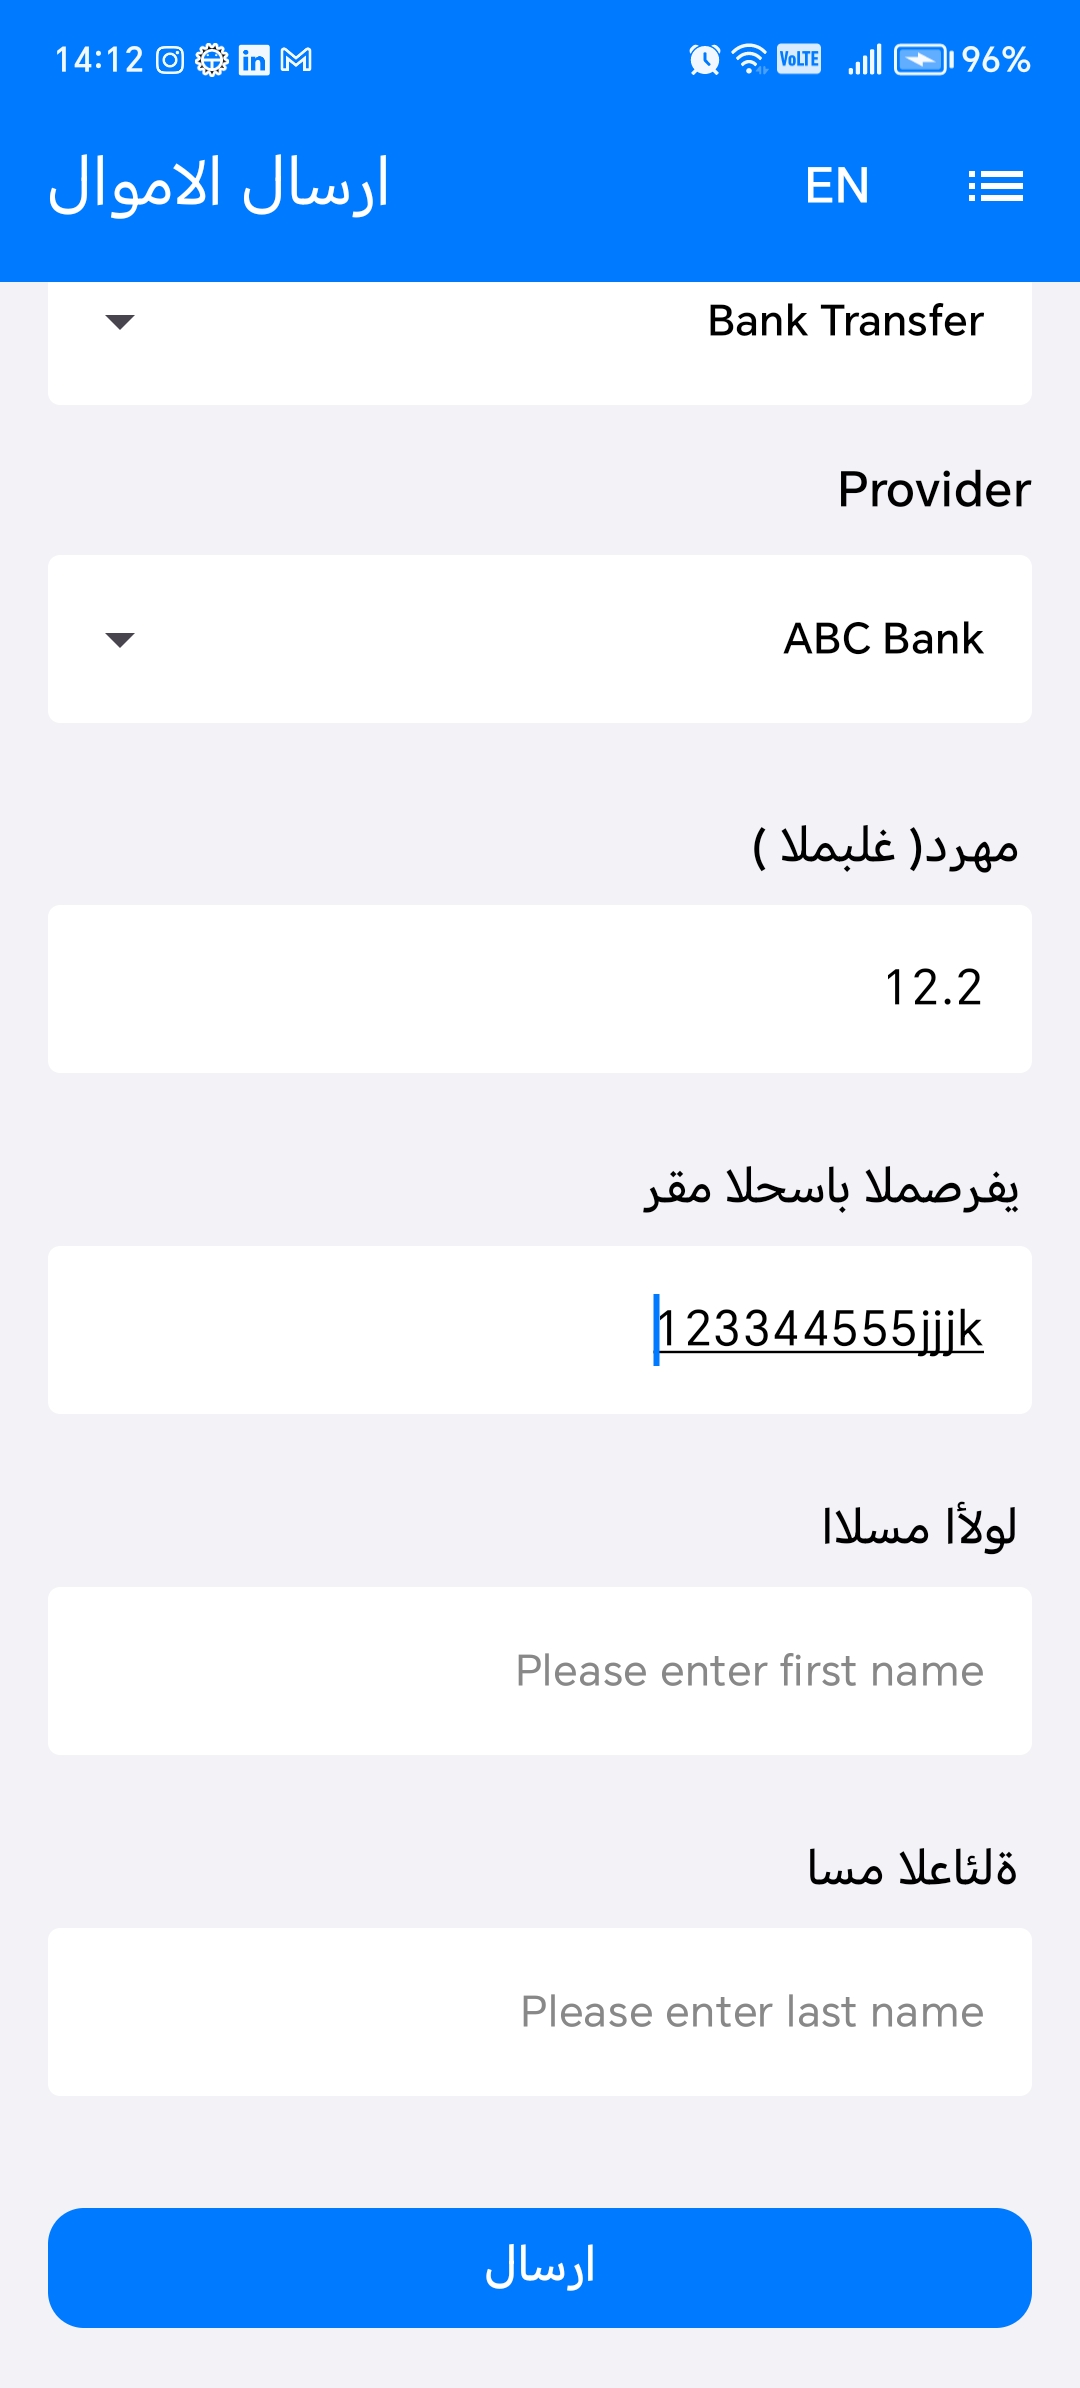 14:12 96%
ارسال الاموال EN
Bank Transfer
Provider
ABC Bank
مهرد( غلبملا )
12.2
يفرصملا باسحلا مقر
123344555jjjk
لولأا مسلاا
Please enter first name
ةلئاعلا مسا
Please enter last name
ارسال